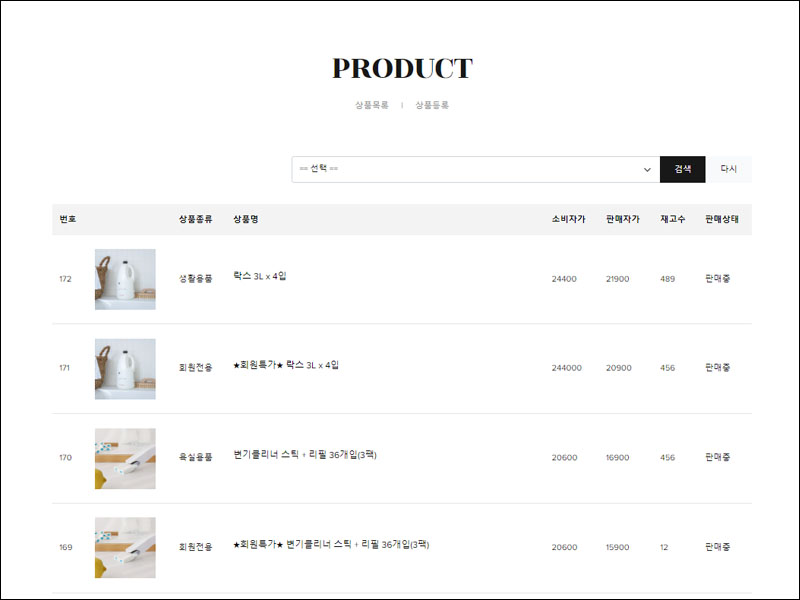 PRODUCT
상품목록 | 상품등록
== 선택 == 검색 다시
번호 상품종류 상품명 소비자가 판매자가 재고수 판매상태
172 생활용품 락스 3L x 4입 24400 21900 489 판매중
171 회원전용 ★회원특가★ 락스 3L x 4입 244000 20900 456 판매중
170 욕실용품 변기클리너 스틱 + 리필 36개입(3팩) 20600 16900 456 판매중
169 회원전용 ★회원특가★ 변기클리너 스틱 + 리필 36개입(3팩) 20600 15900 12 판매중